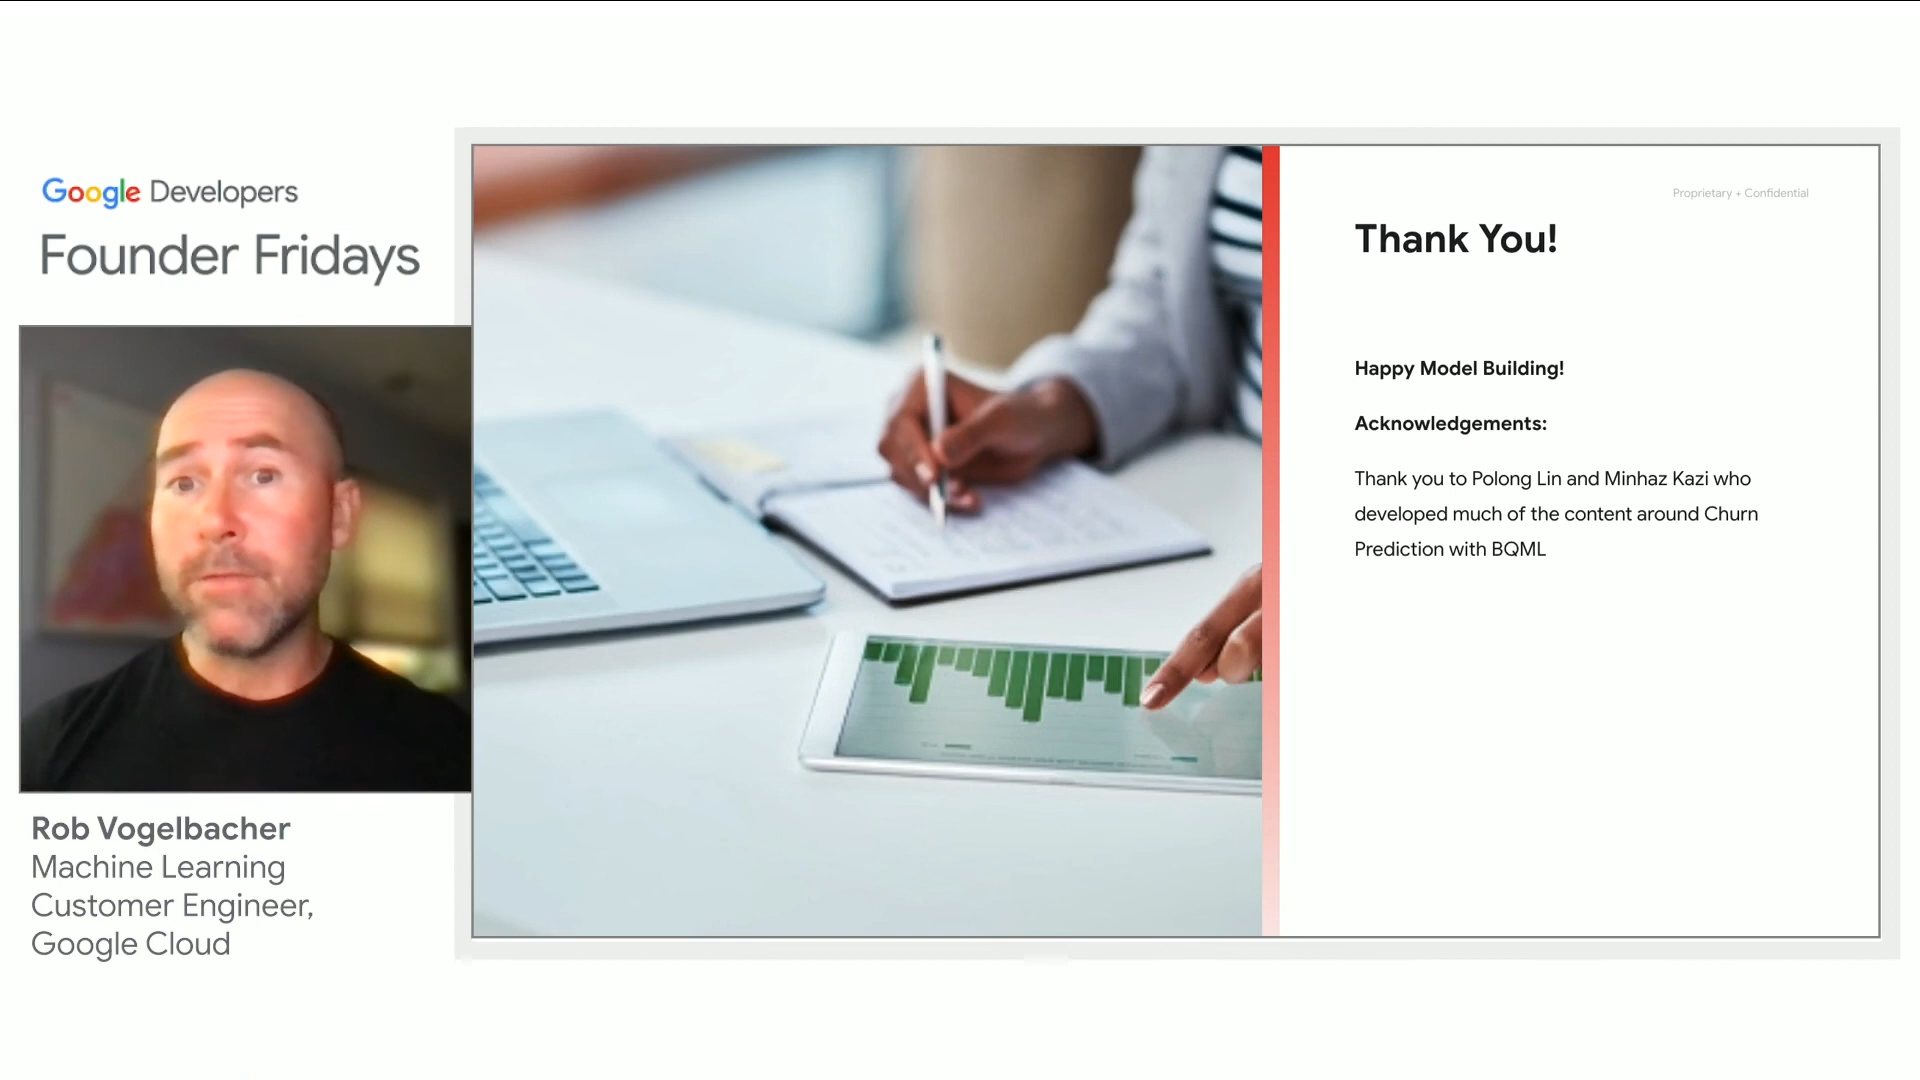 Google Developers
Founder Fridays
Rob Vogelbacher
Machine Learning
Customer Engineer,
Google Cloud
Proprietary + Confidential
Thank You!
Happy Model Building!
Acknowledgements:
Thank you to Polong Lin and Minhaz Kazi who
developed much of the content around Churn
Prediction with BQML